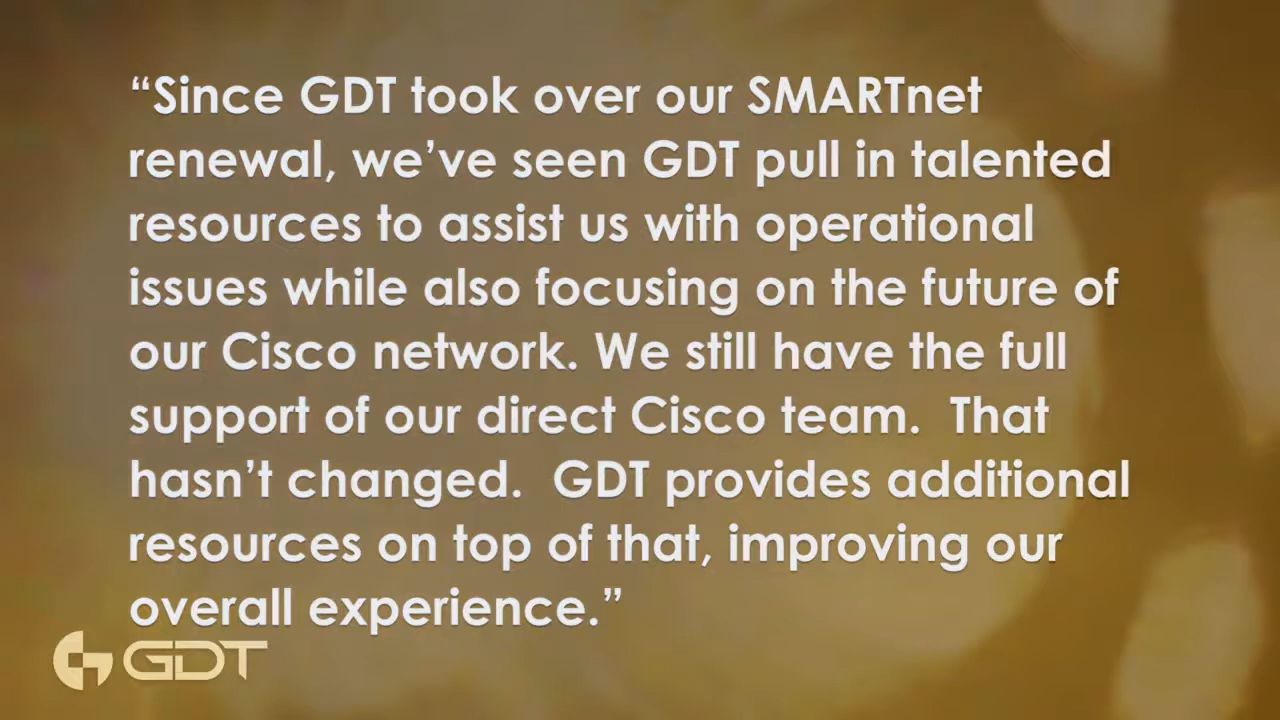 “Since GDT took over our SMARTnet
renewal, we’ve seen GDT pull in talented
resources to assist us with operational
issues while also focusing on the future of
our Cisco network. We still have the full
support of our direct Cisco team.  That
hasn’t changed.  GDT provides additional
resources on top of that, improving our
overall experience.”
GDT